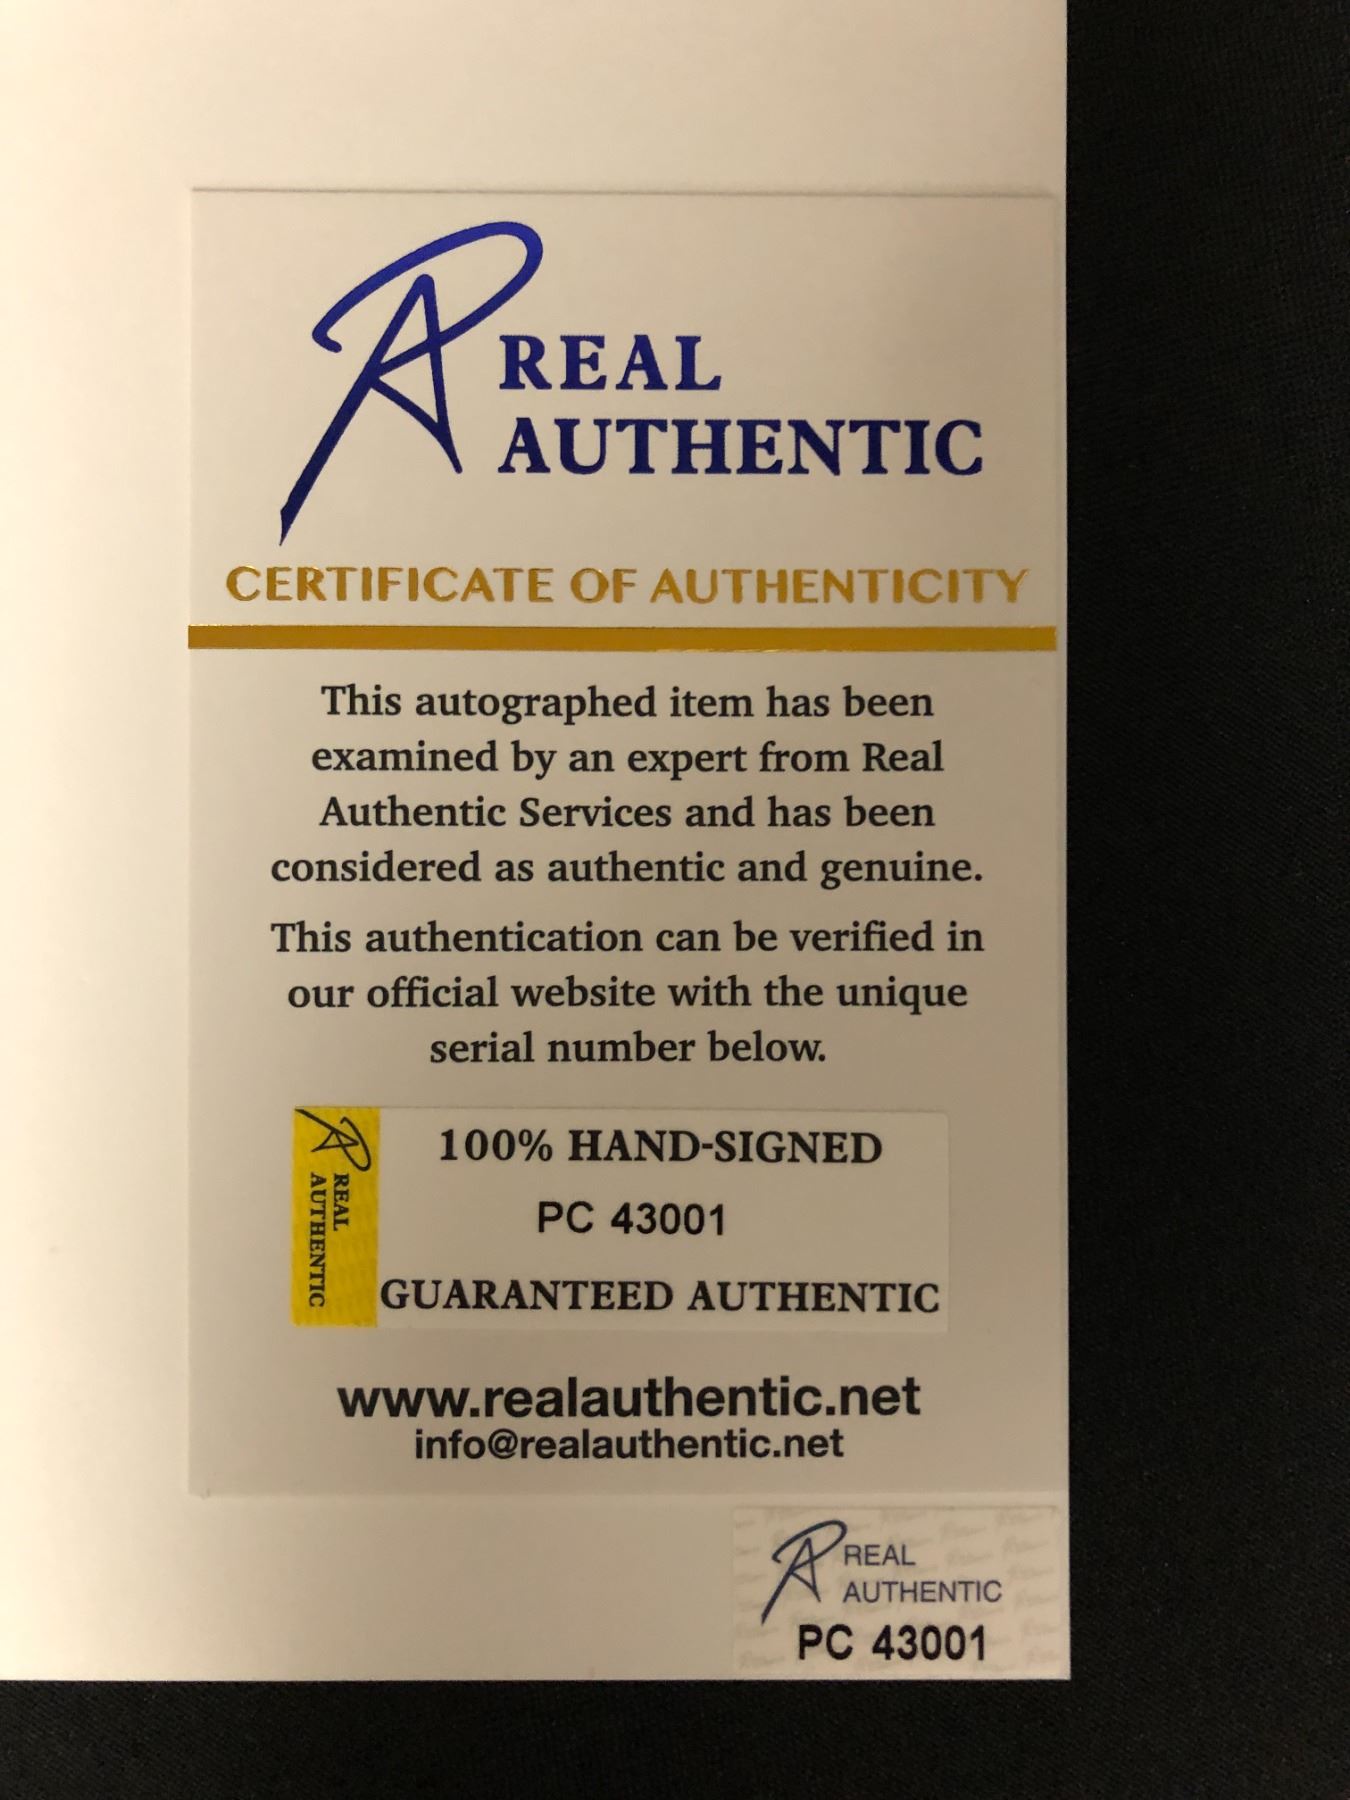 REAL
AUTHENTIC
CERTIFICATE OF AUTHENTICITY
This autographed item has been
examined by an expert from Real
Authentic Services and has been
considered as authentic and genuine.
This authentication can be verified in
our official website with the unique
serial number below.
REAL
AUTHENTIC
100% HAND-SIGNED
PC 43001
GUARANTEED AUTHENTIC
www.realauthentic.net
info@realauthentic.net
REAL
AUTHENTIC
PC 43001